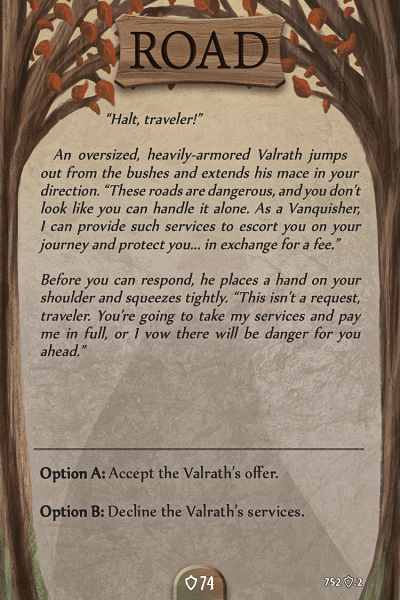 ROAD
“Halt, traveler!”
An oversized, heavily-armored Valrath jumps
out from the bushes and extends his mace in your
direction. “These roads are dangerous, and you don’t
look like you can handle it alone. As a Vanquisher,
I can provide such services to escort you on your
journey and protect you... in exchange for a fee.”
Before you can respond, he places a hand on your
shoulder and squeezes tightly. “This isn’t a request,
traveler. You’re going to take my services and pay
me in full, or I vow there will be danger for you
ahead.”
Option A: Accept the Valrath’s offer.
Option B: Decline the Valrath’s services.
74
752 -2